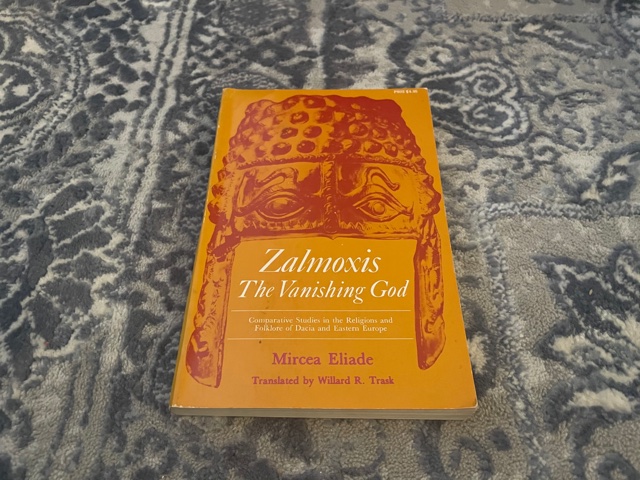 Zalmoxis
The Vanishing God
Comparative Studies in the Religions and
Folklore of Dacia and Eastern Europe
Mircea Eliade
Translated by Willard R. Trask